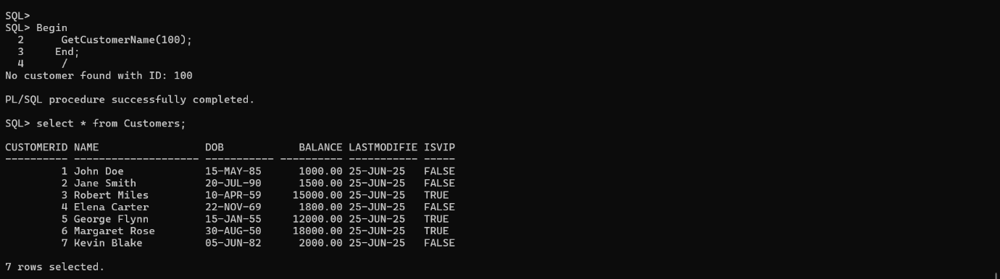 SQL>
SQL> Begin
  2      GetCustomerName(100);
  3     End;
  4      /
No customer found with ID: 100

PL/SQL procedure successfully completed.

SQL> select * from Customers;

CUSTOMERID NAME                 DOB            BALANCE LASTMODIFIE ISVIP
---------- -------------------- ----------- ---------- ----------- -----
         1 John Doe             15-MAY-85      1000.00 25-JUN-25   FALSE
         2 Jane Smith           20-JUL-90      1500.00 25-JUN-25   FALSE
         3 Robert Miles         10-APR-59     15000.00 25-JUN-25   TRUE
         4 Elena Carter         22-NOV-69      1800.00 25-JUN-25   FALSE
         5 George Flynn         15-JAN-55     12000.00 25-JUN-25   TRUE
         6 Margaret Rose        30-AUG-50     18000.00 25-JUN-25   TRUE
         7 Kevin Blake          05-JUN-82      2000.00 25-JUN-25   FALSE

7 rows selected.